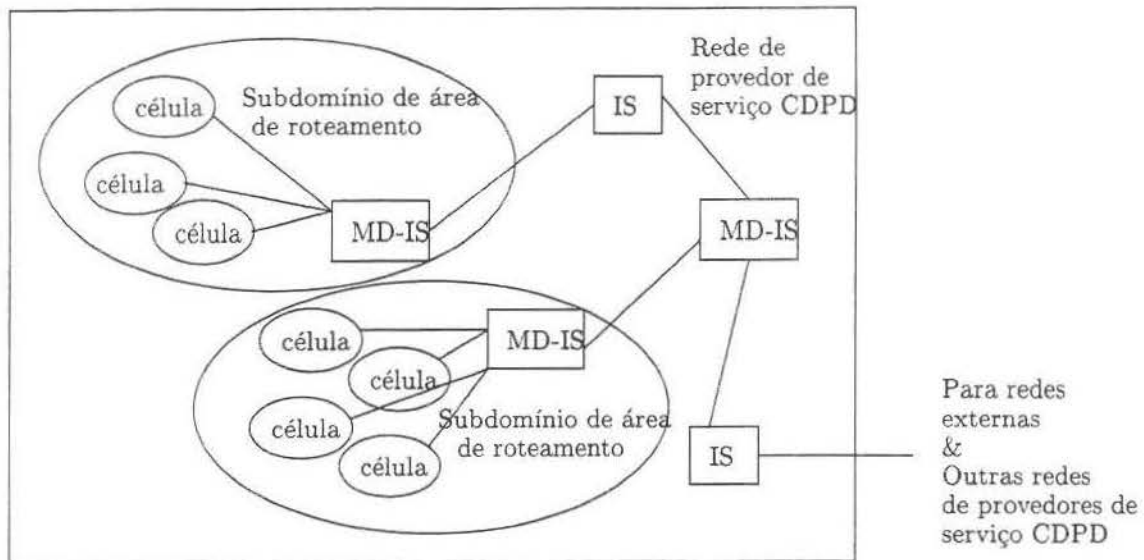 Rede de
provedor de
serviço CDPD
IS
célula
Subdomínio de área
de roteamento
célula
célula
MD-IS
MD-IS
célula
MD-IS
célula
célula
Subdomínio de área
de roteamento
célula
IS
Para redes
externas
&
Outras redes
de provedores de
serviço CDPD